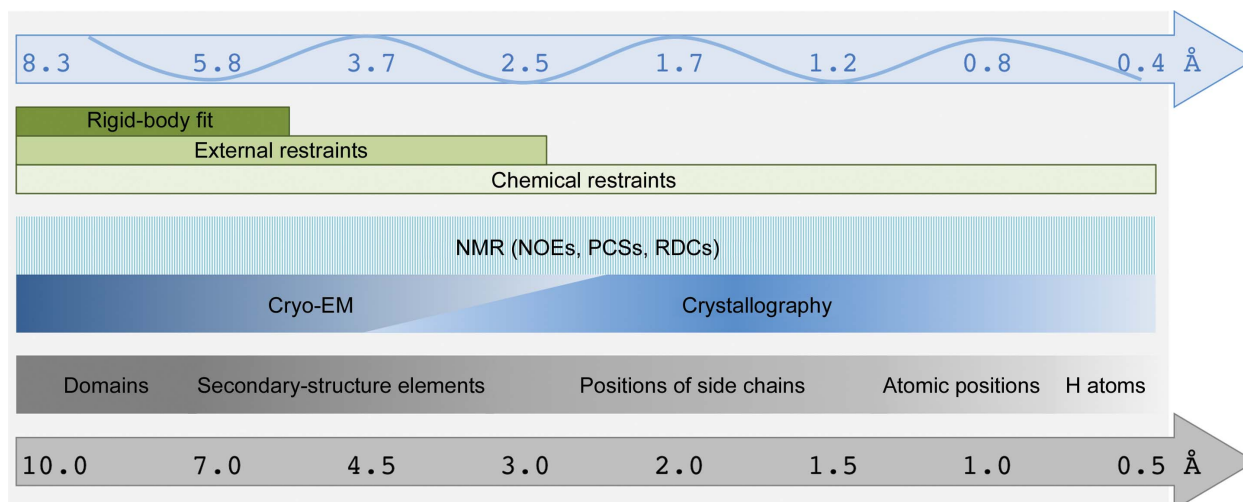 8.3 5.8 3.7 2.5 1.7 1.2 0.8 0.4 Å
Rigid-body fit
External restraints
Chemical restraints
NMR (NOEs, PCSs, RDCs)
Cryo-EM Crystallography
Domains Secondary-structure elements Positions of side chains Atomic positions H atoms
10.0 7.0 4.5 3.0 2.0 1.5 1.0 0.5 Å